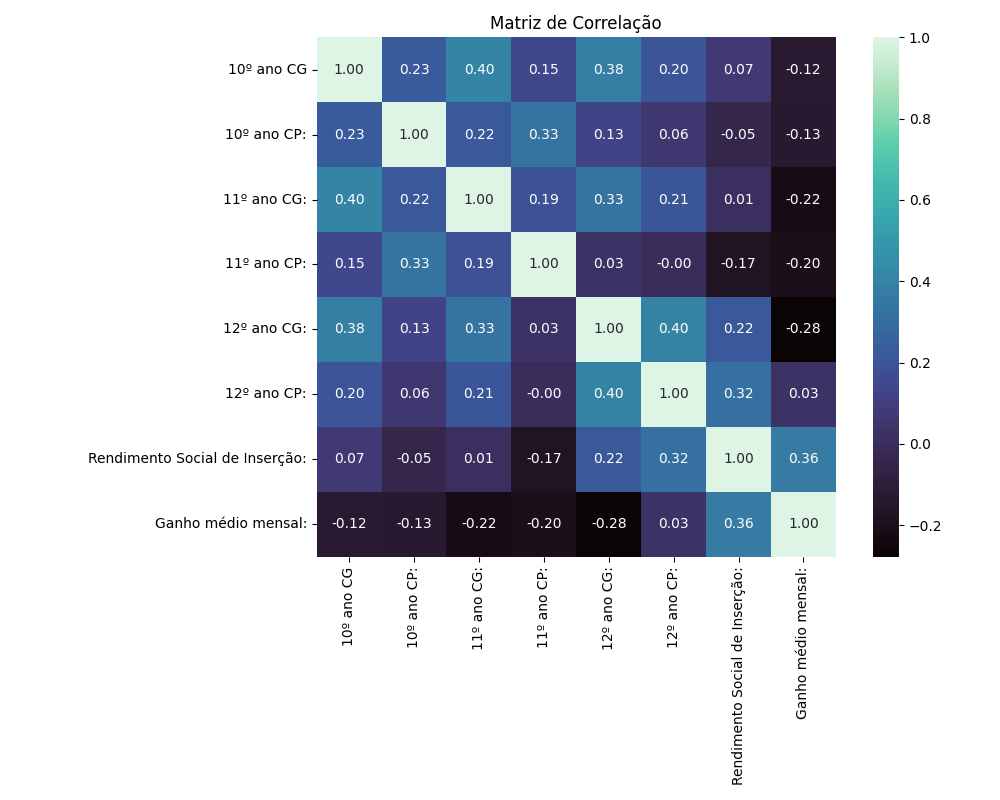 Matriz de Correlação
10º ano CG 1.00 0.23 0.40 0.15 0.38 0.20 0.07 -0.12
10º ano CP: 0.23 1.00 0.22 0.33 0.13 0.06 -0.05 -0.13
11º ano CG: 0.40 0.22 1.00 0.19 0.33 0.21 0.01 -0.22
11º ano CP: 0.15 0.33 0.19 1.00 0.03 -0.00 -0.17 -0.20
12º ano CG: 0.38 0.13 0.33 0.03 1.00 0.40 0.22 -0.28
12º ano CP: 0.20 0.06 0.21 -0.00 0.40 1.00 0.32 0.03
Rendimento Social de Inserção: 0.07 -0.05 0.01 -0.17 0.22 0.32 1.00 0.36
Ganho médio mensal: -0.12 -0.13 -0.22 -0.20 -0.28 0.03 0.36 1.00
10º ano CG
10º ano CP:
11º ano CG:
11º ano CP:
12º ano CG:
12º ano CP:
Rendimento Social de Inserção:
Ganho médio mensal:
1.0
0.8
0.6
0.4
0.2
0.0
−0.2